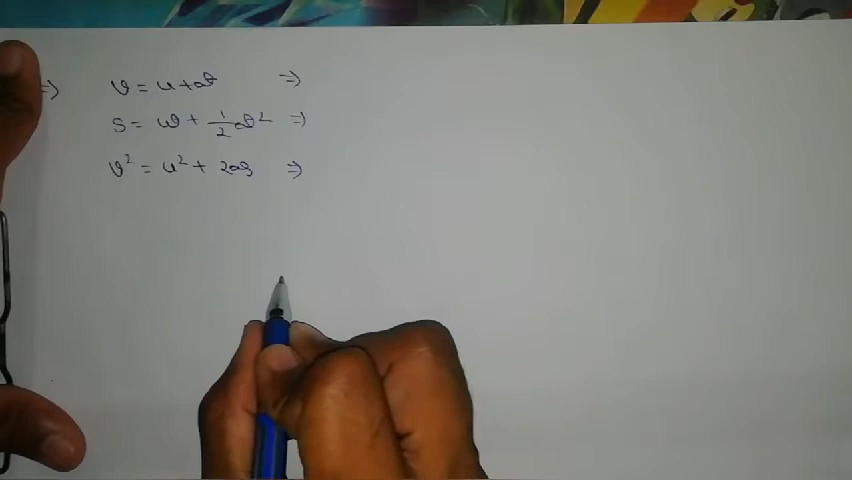 ⇒ v = u + at ⇒
s = ut + 1/2 at² ⇒
v² = u² + 2as ⇒